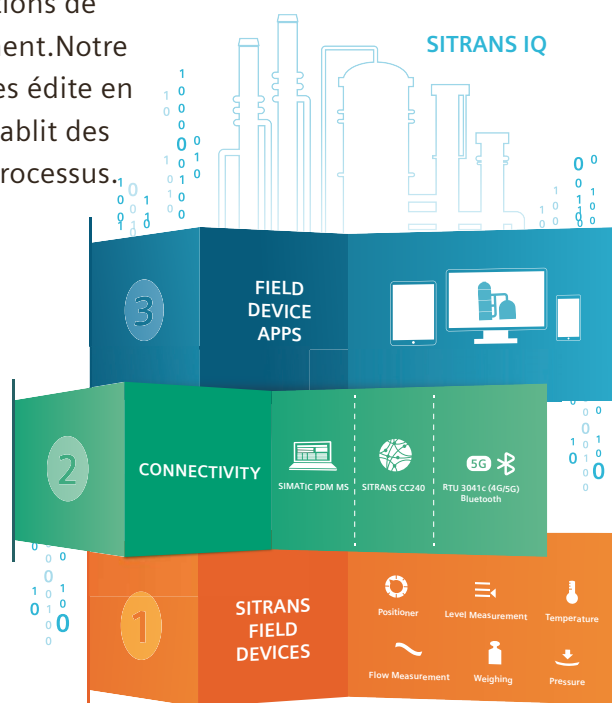 tions de
nent.Notre
es édite en
ablit des
rocessus.
SITRANS IQ
3
FIELD
DEVICE
APPS
2
CONNECTIVITY
SIMATIC PDM MS
SITRANS CC240
5G
RTU 3041c (4G/5G)
Bluetooth
1
SITRANS
FIELD
DEVICES
Positioner
Level Measurement
Temperature
Flow Measurement
Weighing
Pressure